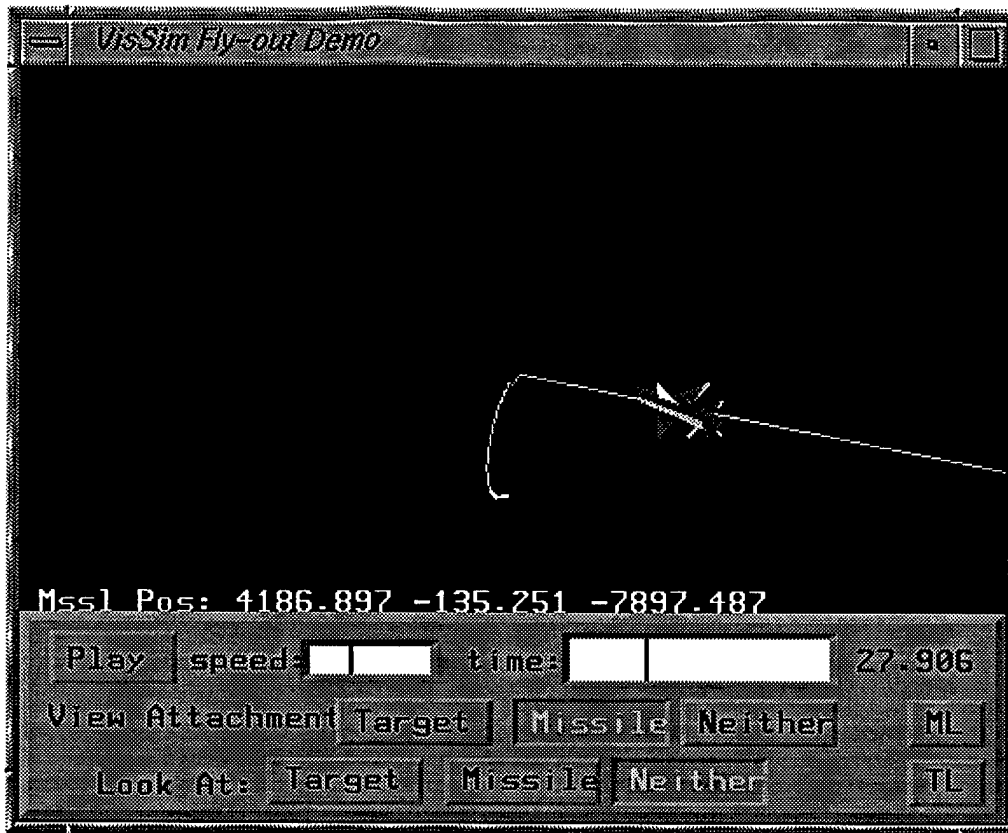 VisSim Fly-out Demo
Mssl Pos: 4186.897 -135.251 -7897.487
Play speed: time: 27.906
View Attachment Target Missile Neither ML
Look At: Target Missile Neither TL